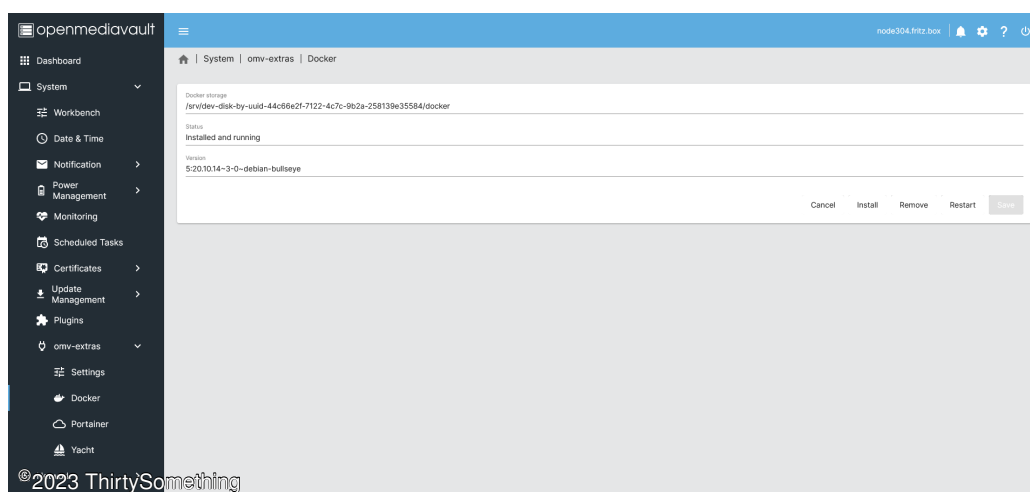 openmediavault
node304.fritz.box
Dashboard
System | omv-extras | Docker
System
Workbench
Date & Time
Notification
Power
Management
Monitoring
Scheduled Tasks
Certificates
Update
Management
Plugins
omv-extras
Settings
Docker
Portainer
Yacht
Docker storage
/srv/dev-disk-by-uuid-44c66e2f-7122-4c7c-9b2a-258139e35584/docker
Status
Installed and running
Version
5:20.10.14~3-0~debian-bullseye
Cancel Install Remove Restart Save
©2023 ThirtySomething